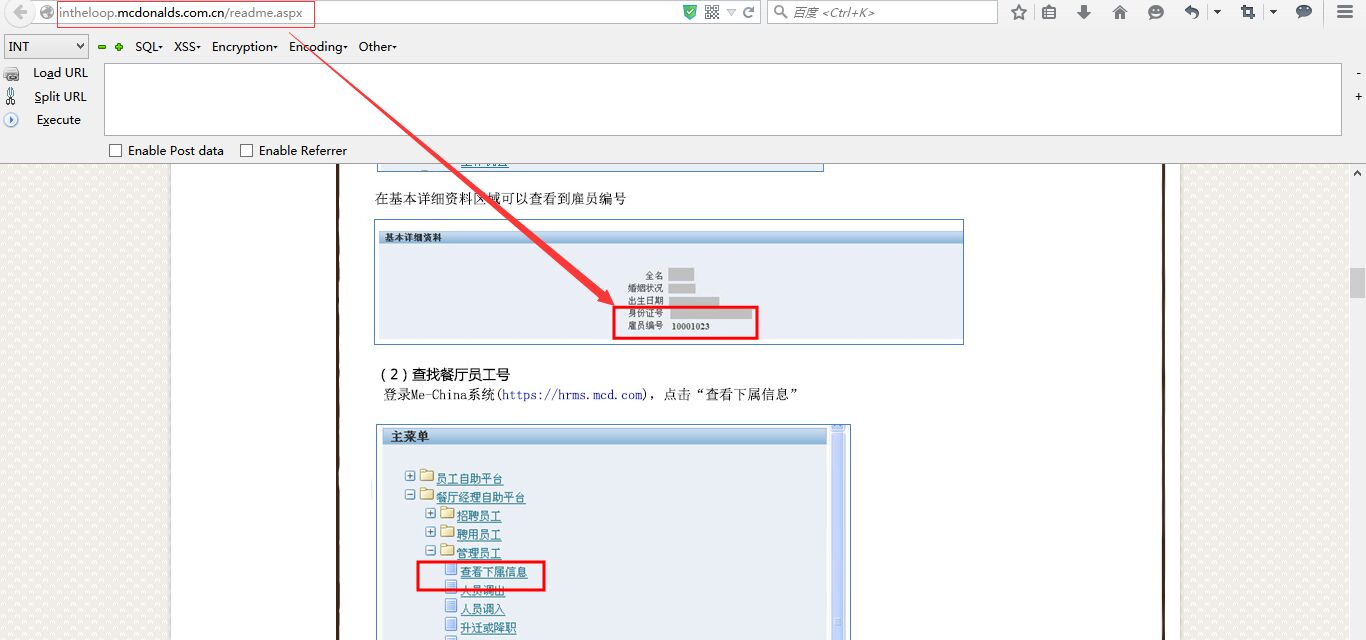 intheloop.mcdonalds.com.cn/readme.aspx
百度 <Ctrl+K>
INT SQL- XSS- Encryption- Encoding- Other-
Load URL
Split URL
Execute
Enable Post data Enable Referrer
在基本详细资料区域可以查看到雇员编号
基本详细资料
全名
婚姻状况
出生日期
身份证号
雇员编号 10001023
（2）查找餐厅员工号
登录Me-China系统(https://hrms.mcd.com)，点击“查看下属信息”
主菜单
员工自助平台
餐厅经理自助平台
招聘员工
聘用员工
管理员工
查看下属信息
人员调出
人员调入
升迁或降职